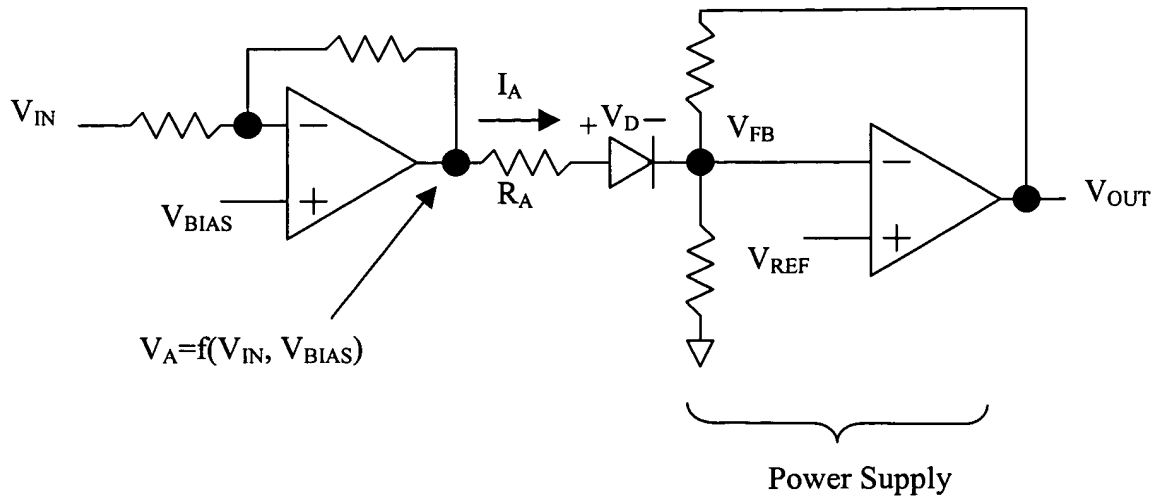 V_IN
−
+
V_BIAS
I_A
R_A
+ V_D −
V_FB
−
+
V_REF
V_OUT
V_A=f(V_IN, V_BIAS)
Power Supply